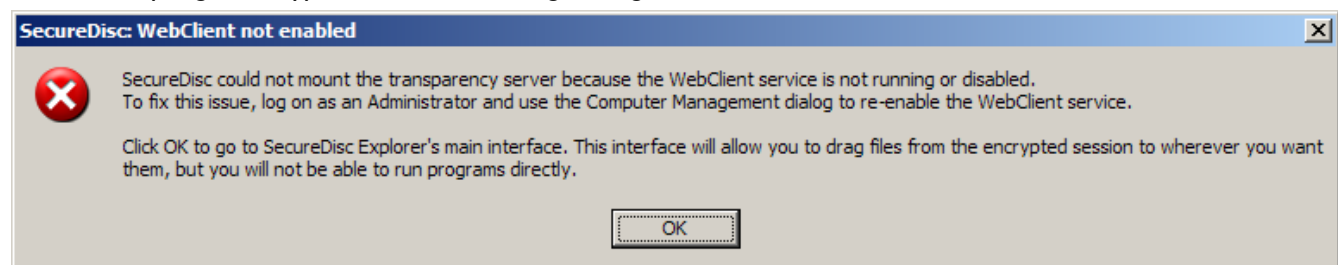 SecureDisc: WebClient not enabled
SecureDisc could not mount the transparency server because the WebClient service is not running or disabled.
To fix this issue, log on as an Administrator and use the Computer Management dialog to re-enable the WebClient service.
Click OK to go to SecureDisc Explorer's main interface. This interface will allow you to drag files from the encrypted session to wherever you want
them, but you will not be able to run programs directly.
OK